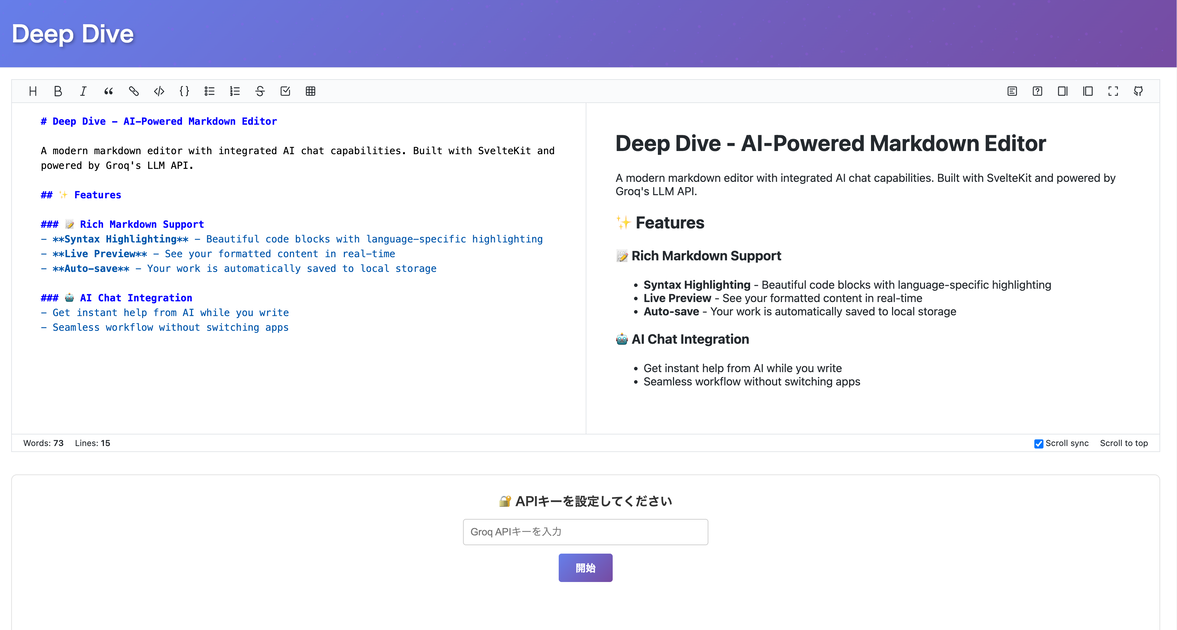 Deep Dive
# Deep Dive - AI-Powered Markdown Editor
A modern markdown editor with integrated AI chat capabilities. Built with SvelteKit and
powered by Groq's LLM API.
## ✨ Features
### 📝 Rich Markdown Support
- **Syntax Highlighting** - Beautiful code blocks with language-specific highlighting
- **Live Preview** - See your formatted content in real-time
- **Auto-save** - Your work is automatically saved to local storage
### 🤖 AI Chat Integration
- Get instant help from AI while you write
- Seamless workflow without switching apps
Deep Dive - AI-Powered Markdown Editor
A modern markdown editor with integrated AI chat capabilities. Built with SvelteKit and powered by
Groq's LLM API.
✨ Features
📝 Rich Markdown Support
• Syntax Highlighting - Beautiful code blocks with language-specific highlighting
• Live Preview - See your formatted content in real-time
• Auto-save - Your work is automatically saved to local storage
🤖 AI Chat Integration
• Get instant help from AI while you write
• Seamless workflow without switching apps
Words: 73 Lines: 15
Scroll sync Scroll to top
🔐 APIキーを設定してください
Groq APIキーを入力
開始